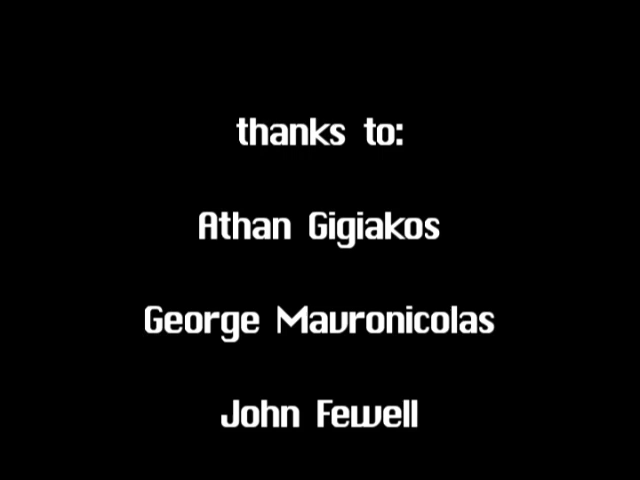 thanks to:
Athan Gigiakos
George Mavronicolas
John Fewell